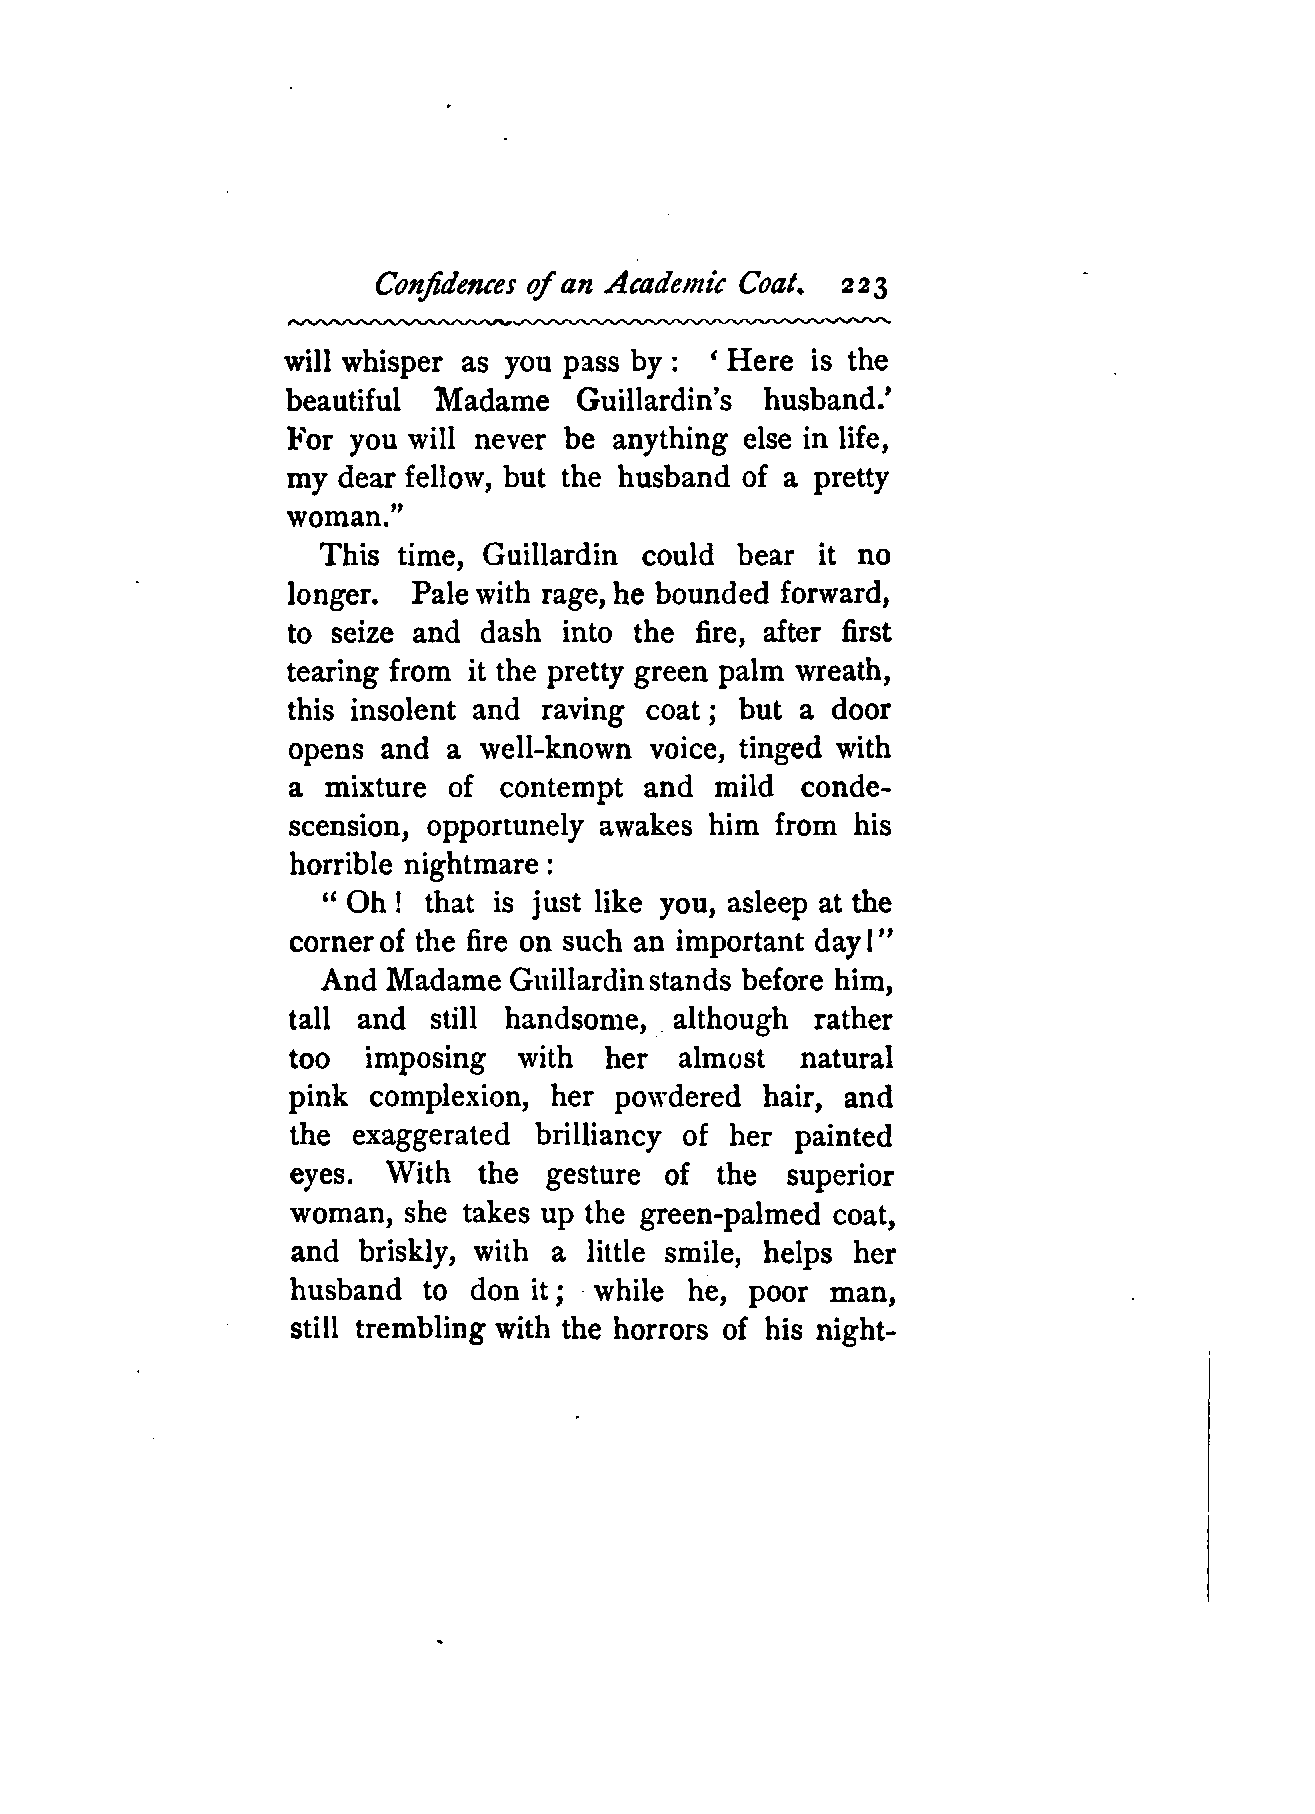 Confidences of an Academic Coat. 223
will whisper as you pass by : ‘ Here is the
beautiful Madame Guillardin's husband.’
For you will never be anything else in life,
my dear fellow, but the husband of a pretty
woman.”
This time, Guillardin could bear it no
longer. Pale with rage, he bounded forward,
to seize and dash into the fire, after first
tearing from it the pretty green palm wreath,
this insolent and raving coat ; but a door
opens and a well-known voice, tinged with
a mixture of contempt and mild conde-
scension, opportunely awakes him from his
horrible nightmare :
“ Oh ! that is just like you, asleep at the
corner of the fire on such an important day !”
And Madame Guillardin stands before him,
tall and still handsome, although rather
too imposing with her almost natural
pink complexion, her powdered hair, and
the exaggerated brilliancy of her painted
eyes. With the gesture of the superior
woman, she takes up the green-palmed coat,
and briskly, with a little smile, helps her
husband to don it ; while he, poor man,
still trembling with the horrors of his night-